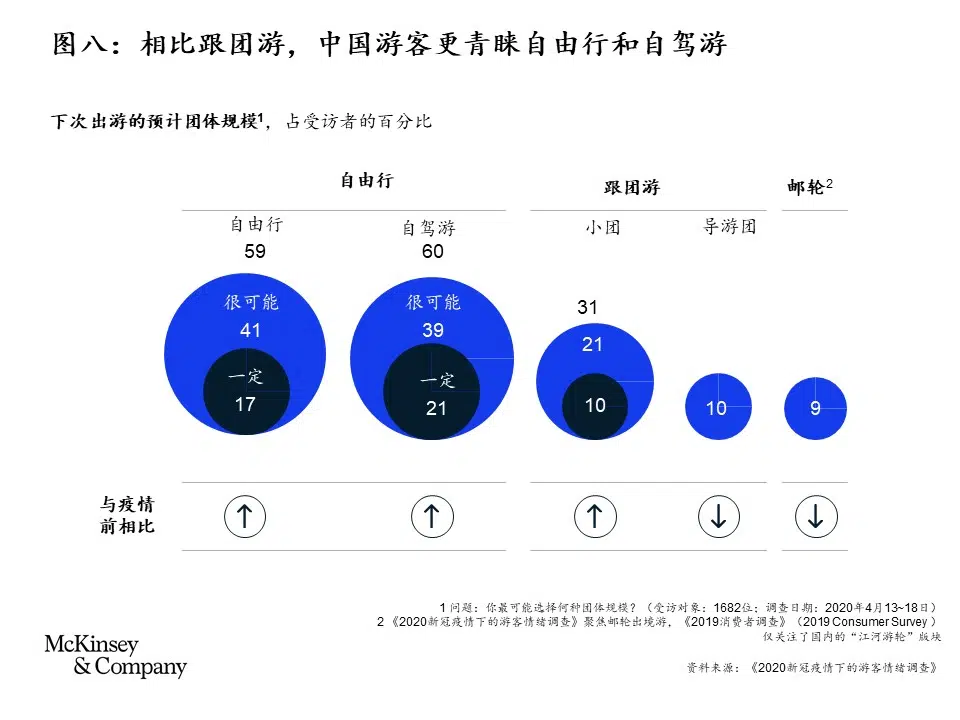 图八：相比跟团游，中国游客更青睐自由行和自驾游
下次出游的预计团体规模1，占受访者的百分比
自由行
跟团游
邮轮2
自由行
自驾游
小团
导游团
59
60
31
很可能
41
很可能
39
21
一定
17
一定
21
10
10
9
与疫情
前相比
1 问题：你最可能选择何种团体规模？（受访对象：1682位；调查日期：2020年4月13~18日）
2 《2020新冠疫情下的游客情绪调查》聚焦邮轮出境游，《2019消费者调查》（2019 Consumer Survey ）
仅关注了国内的“江河游轮”版块
McKinsey
& Company
资料来源：《2020新冠疫情下的游客情绪调查》